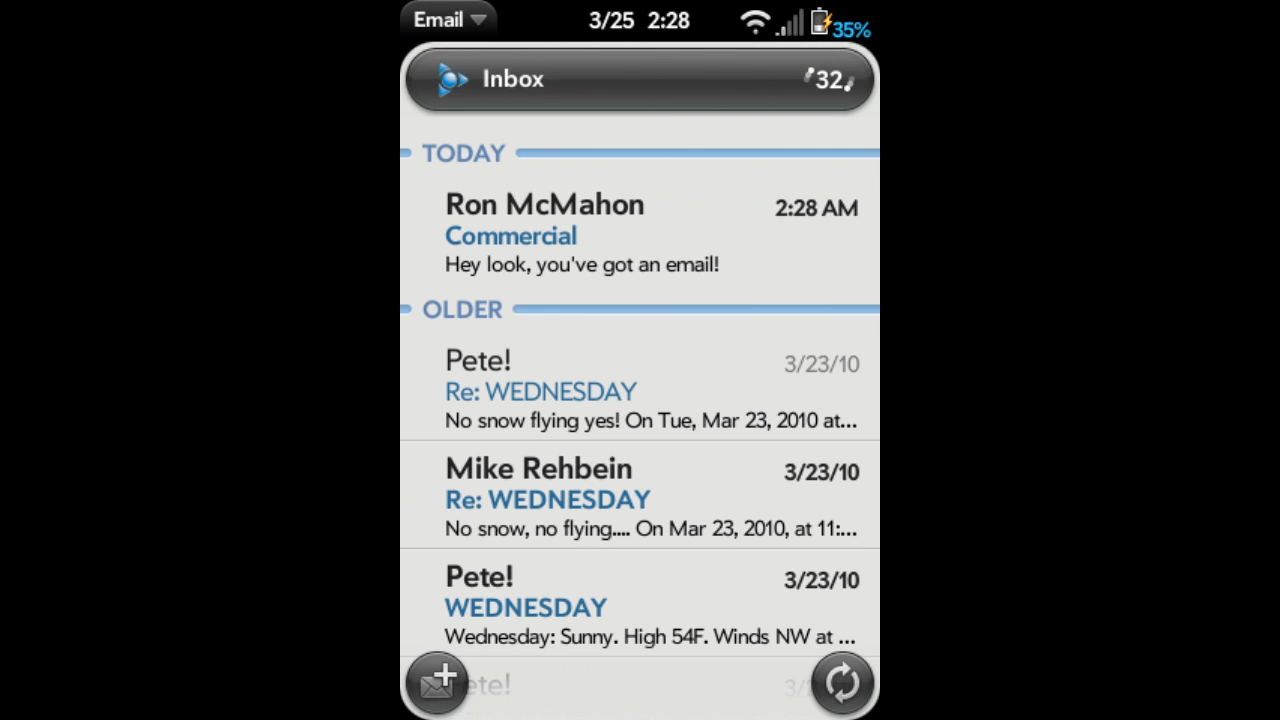 Email 3/25 2:28 35%
Inbox 32
TODAY
Ron McMahon 2:28 AM
Commercial
Hey look, you've got an email!
OLDER
Pete! 3/23/10
Re: WEDNESDAY
No snow flying yes! On Tue, Mar 23, 2010 at...
Mike Rehbein 3/23/10
Re: WEDNESDAY
No snow, no flying.... On Mar 23, 2010, at 11:...
Pete! 3/23/10
WEDNESDAY
Wednesday: Sunny. High 54F. Winds NW at ...
ete! 3/2